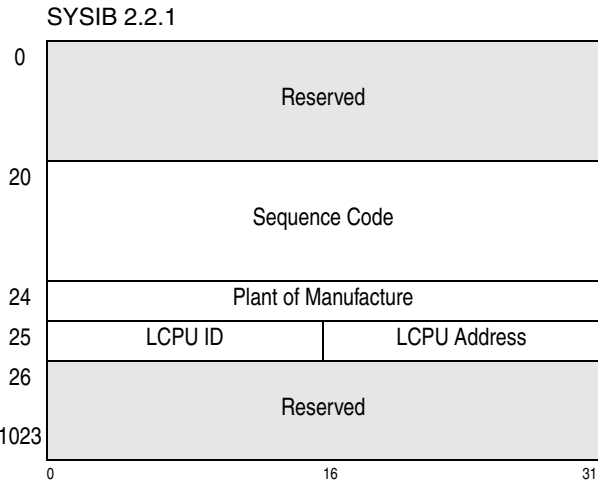 SYSIB 2.2.1
0
Reserved
20
Sequence Code
24
Plant of Manufacture
25
LCPU ID LCPU Address
26
Reserved
1023
0 16 31